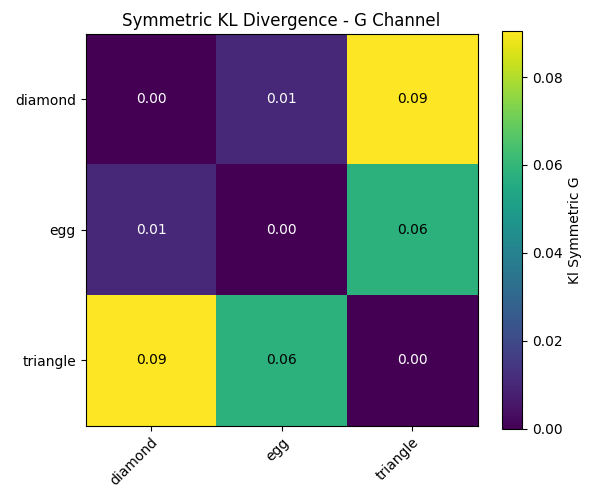 Symmetric KL Divergence - G Channel
diamond 0.00 0.01 0.09
egg 0.01 0.00 0.06
triangle 0.09 0.06 0.00
diamond egg triangle
0.08
0.06
0.04
0.02
0.00
Kl Symmetric G